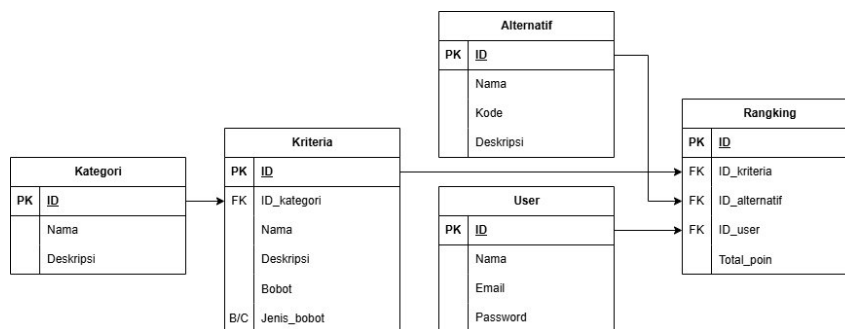 Alternatif
PK ID
Nama
Kode
Deskripsi
Rangking
PK ID
FK ID_kriteria
FK ID_alternatif
FK ID_user
Total_poin
Kriteria
PK ID
FK ID_kategori
Nama
Deskripsi
Bobot
B/C Jenis_bobot
Kategori
PK ID
Nama
Deskripsi
User
PK ID
Nama
Email
Password